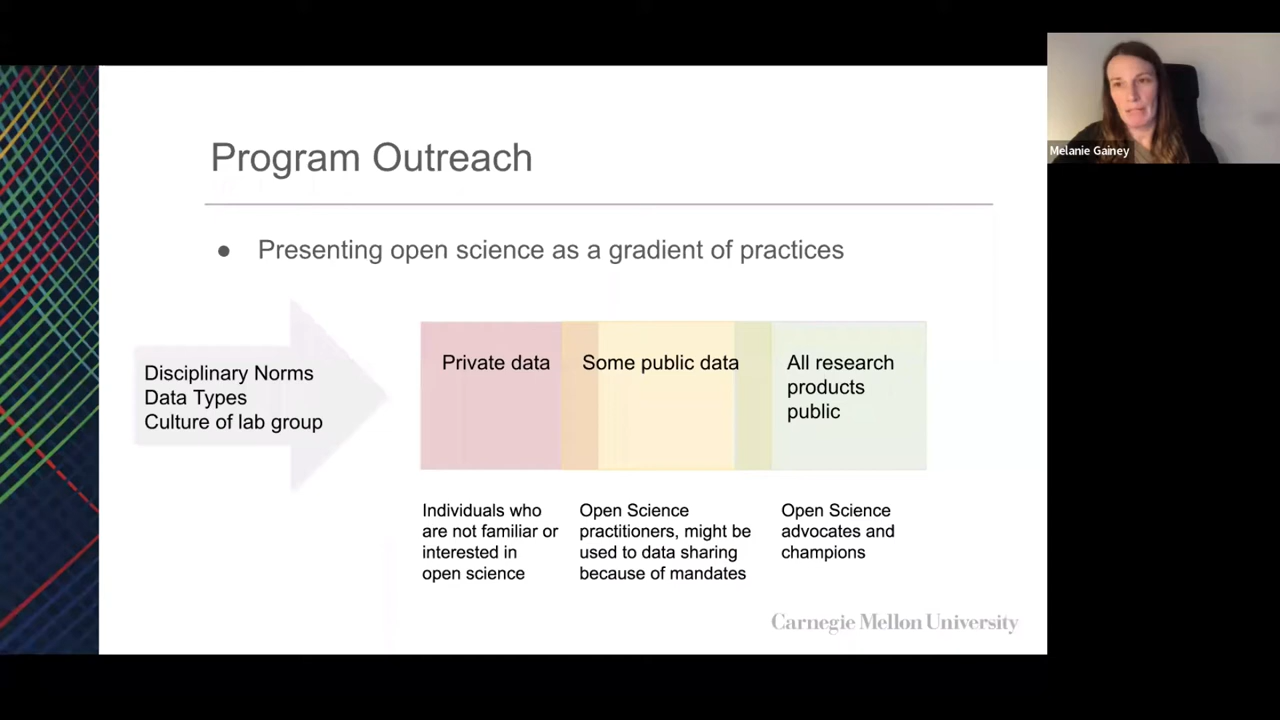 Program Outreach
● Presenting open science as a gradient of practices
Disciplinary Norms
Data Types
Culture of lab group
Private data
Some public data
All research
products
public
Individuals who
are not familiar or
interested in
open science
Open Science
practitioners, might be
used to data sharing
because of mandates
Open Science
advocates and
champions
Carnegie Mellon University
Melanie Gainey